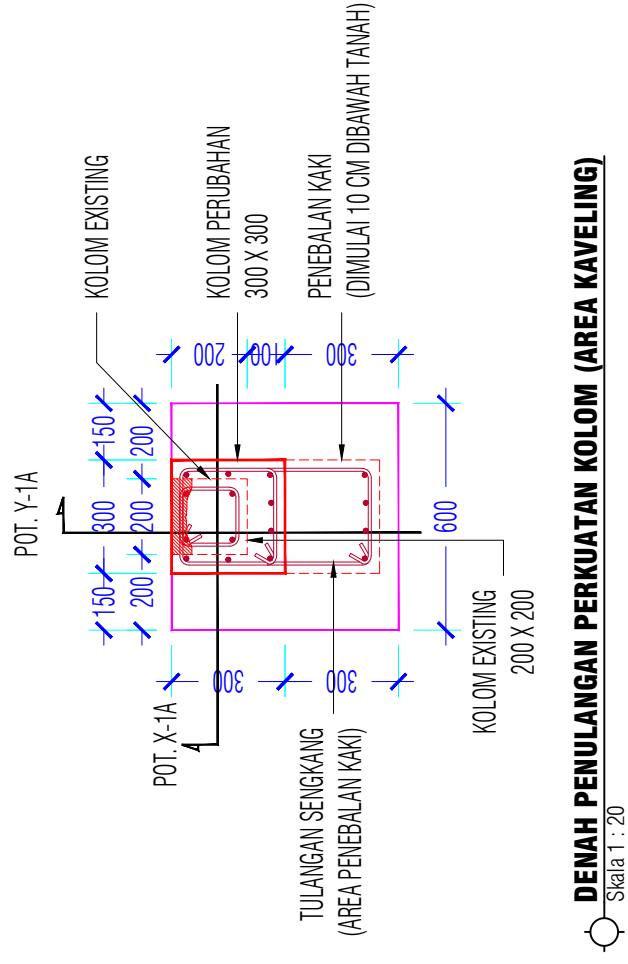 POT. Y-1A
KOLOM EXISTING
150
300
150
200
200
200
KOLOM PERUBAHAN
300 X 300
PENEBALAN KAKI
(DIMULAI 10 CM DIBAWAH TANAH)
200
100
300
POT. X-1A
300
300
600
TULANGAN SENGKANG
(AREA PENEBALAN KAKI)
KOLOM EXISTING
200 X 200
DENAH PENULANGAN PERKUATAN KOLOM (AREA KAVELING)
Skala 1 : 20